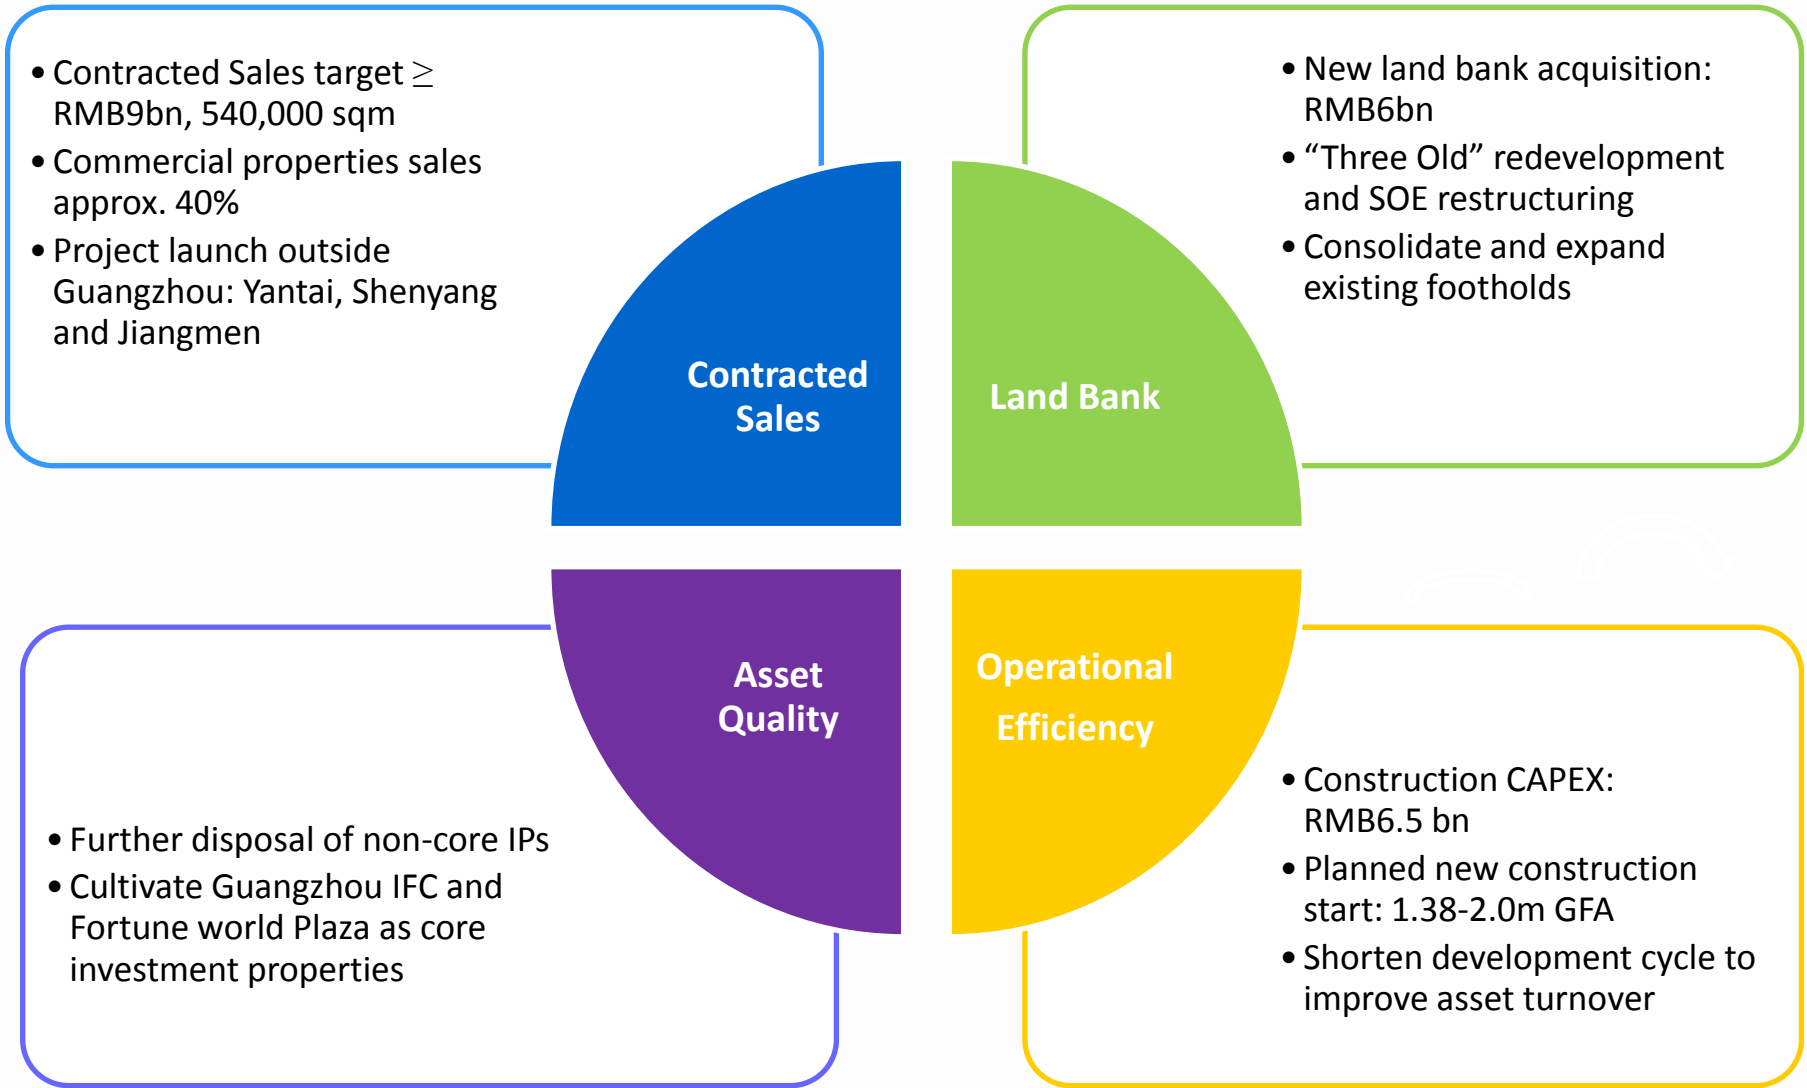 • Contracted Sales target ≥
RMB9bn, 540,000 sqm
• Commercial properties sales
approx. 40%
• Project launch outside
Guangzhou: Yantai, Shenyang
and Jiangmen
• New land bank acquisition:
RMB6bn
• “Three Old” redevelopment
and SOE restructuring
• Consolidate and expand
existing footholds
Contracted
Sales
Land Bank
Asset
Quality
Operational
Efficiency
• Further disposal of non-core IPs
• Cultivate Guangzhou IFC and
Fortune world Plaza as core
investment properties
• Construction CAPEX:
RMB6.5 bn
• Planned new construction
start: 1.38-2.0m GFA
• Shorten development cycle to
improve asset turnover